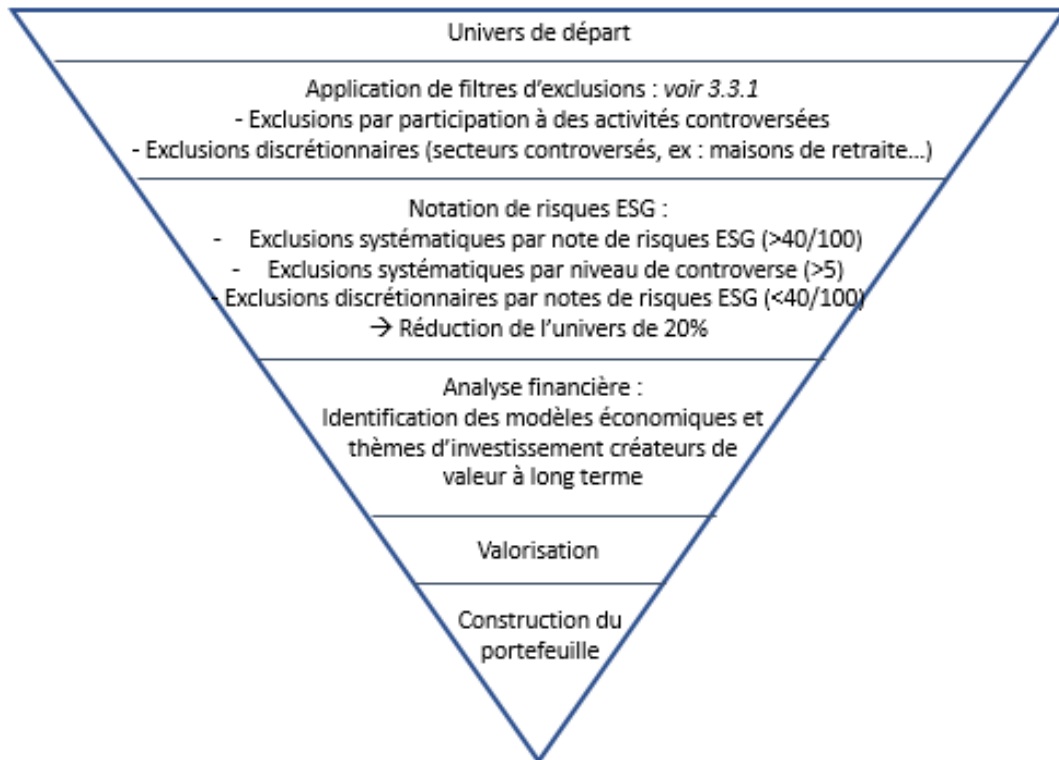 Univers de départ
Application de filtres d'exclusions : voir 3.3.1
- Exclusions par participation à des activités controversées
- Exclusions discrétionnaires (secteurs controversés, ex : maisons de retraite...)
Notation de risques ESG :
- Exclusions systématiques par note de risques ESG (>40/100)
- Exclusions systématiques par niveau de controverse (>5)
- Exclusions discrétionnaires par notes de risques ESG (<40/100)
→ Réduction de l'univers de 20%
Analyse financière :
Identification des modèles économiques et
thèmes d'investissement créateurs de
valeur à long terme
Valorisation
Construction du
portefeuille